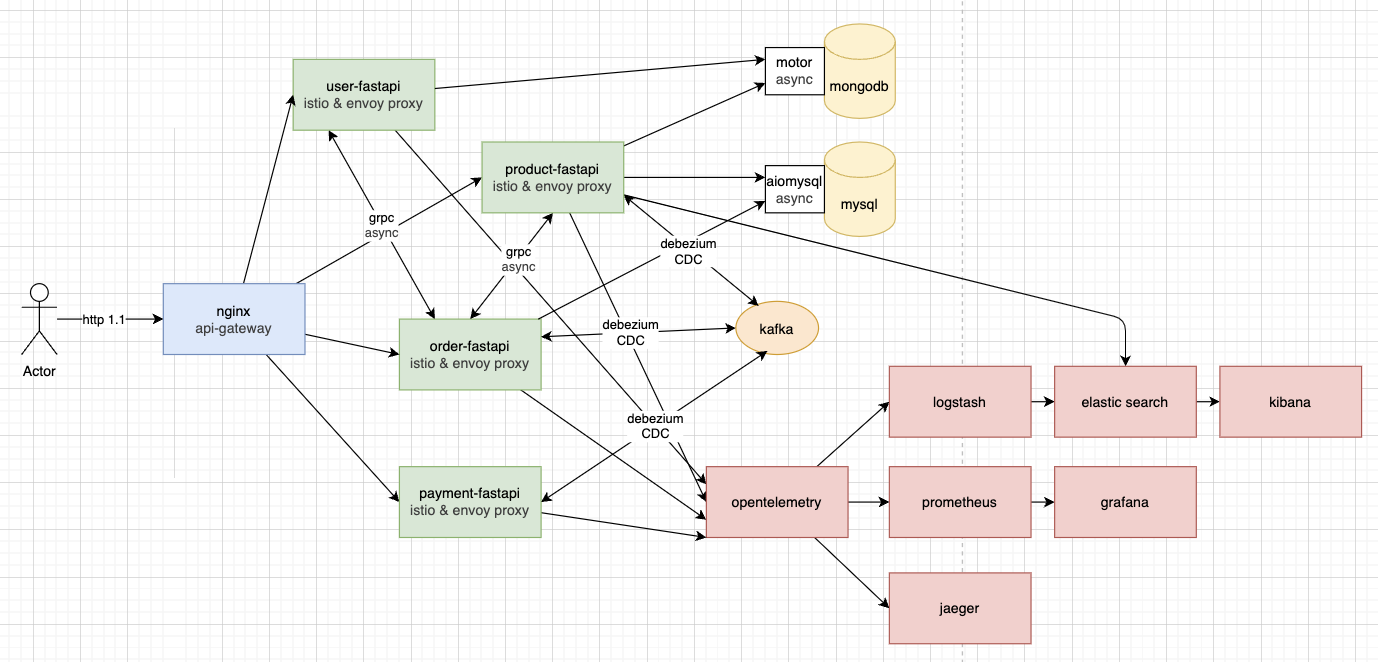 user-fastapi
istio & envoy proxy
motor
async
mongodb
product-fastapi
istio & envoy proxy
aiomysql
async
mysql
grpc
async
grpc
async
debezium
CDC
http 1.1
Actor
nginx
api-gateway
order-fastapi
istio & envoy proxy
debezium
CDC
kafka
debezium
CDC
logstash
elastic search
kibana
payment-fastapi
istio & envoy proxy
opentelemetry
prometheus
grafana
jaeger